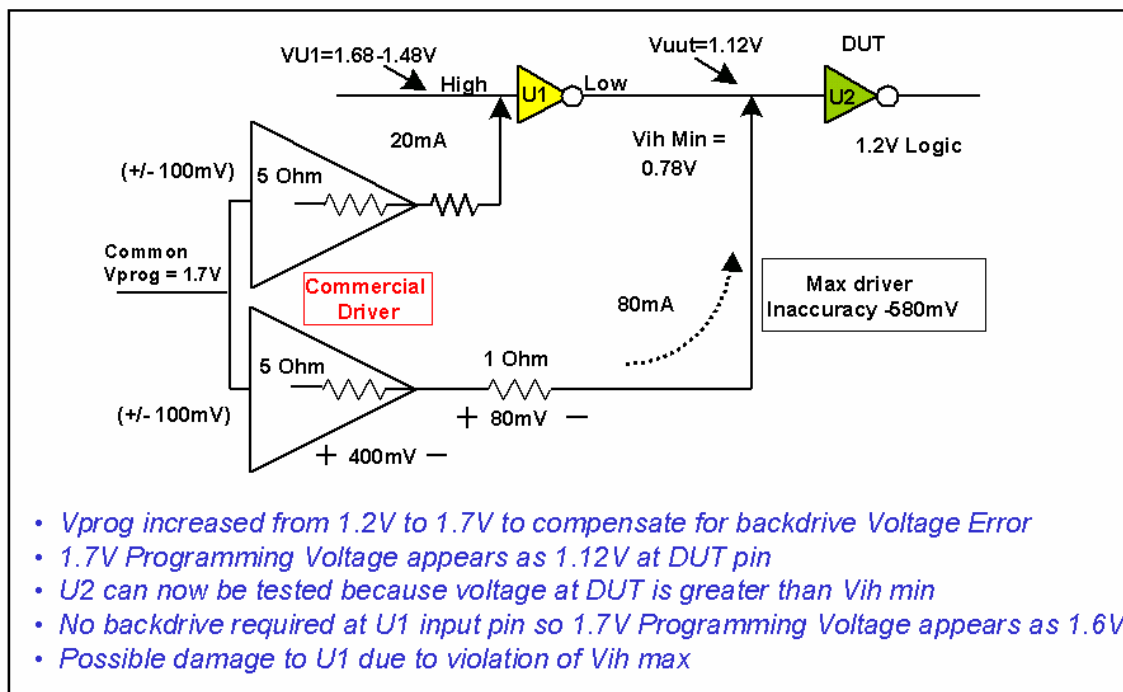 VU1=1.68-1.48V
Vuut=1.12V
DUT
High
U1
Low
U2
20mA
Vih Min =
0.78V
1.2V Logic
(+/- 100mV)
5 Ohm
Common
Vprog = 1.7V
Commercial
Driver
80mA
Max driver
Inaccuracy -580mV
5 Ohm
1 Ohm
(+/- 100mV)
+ 80mV −
+ 400mV −
• Vprog increased from 1.2V to 1.7V to compensate for backdrive Voltage Error
• 1.7V Programming Voltage appears as 1.12V at DUT pin
• U2 can now be tested because voltage at DUT is greater than Vih min
• No backdrive required at U1 input pin so 1.7V Programming Voltage appears as 1.6V
• Possible damage to U1 due to violation of Vih max